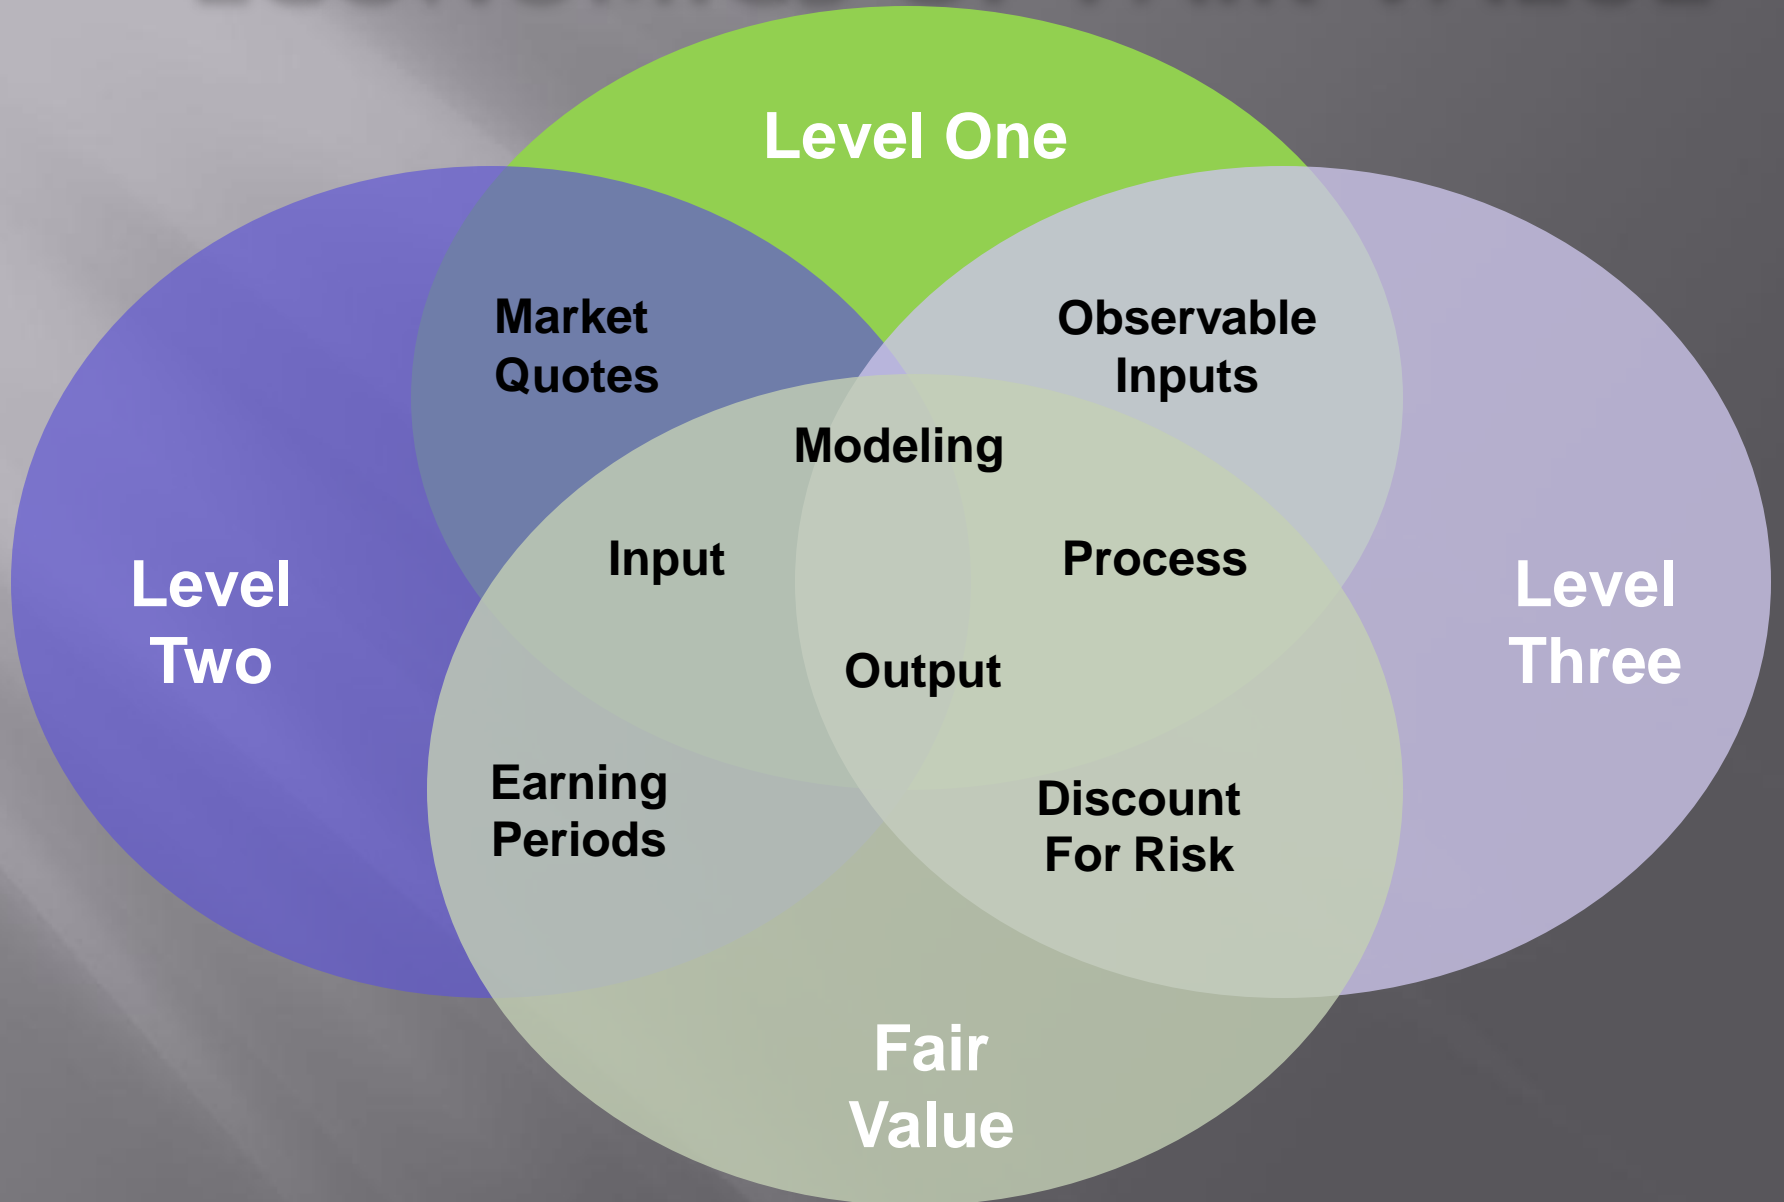 Level One
Market
Quotes
Observable
Inputs
Modeling
Input
Process
Level
Two
Level
Three
Output
Earning
Periods
Discount
For Risk
Fair
Value